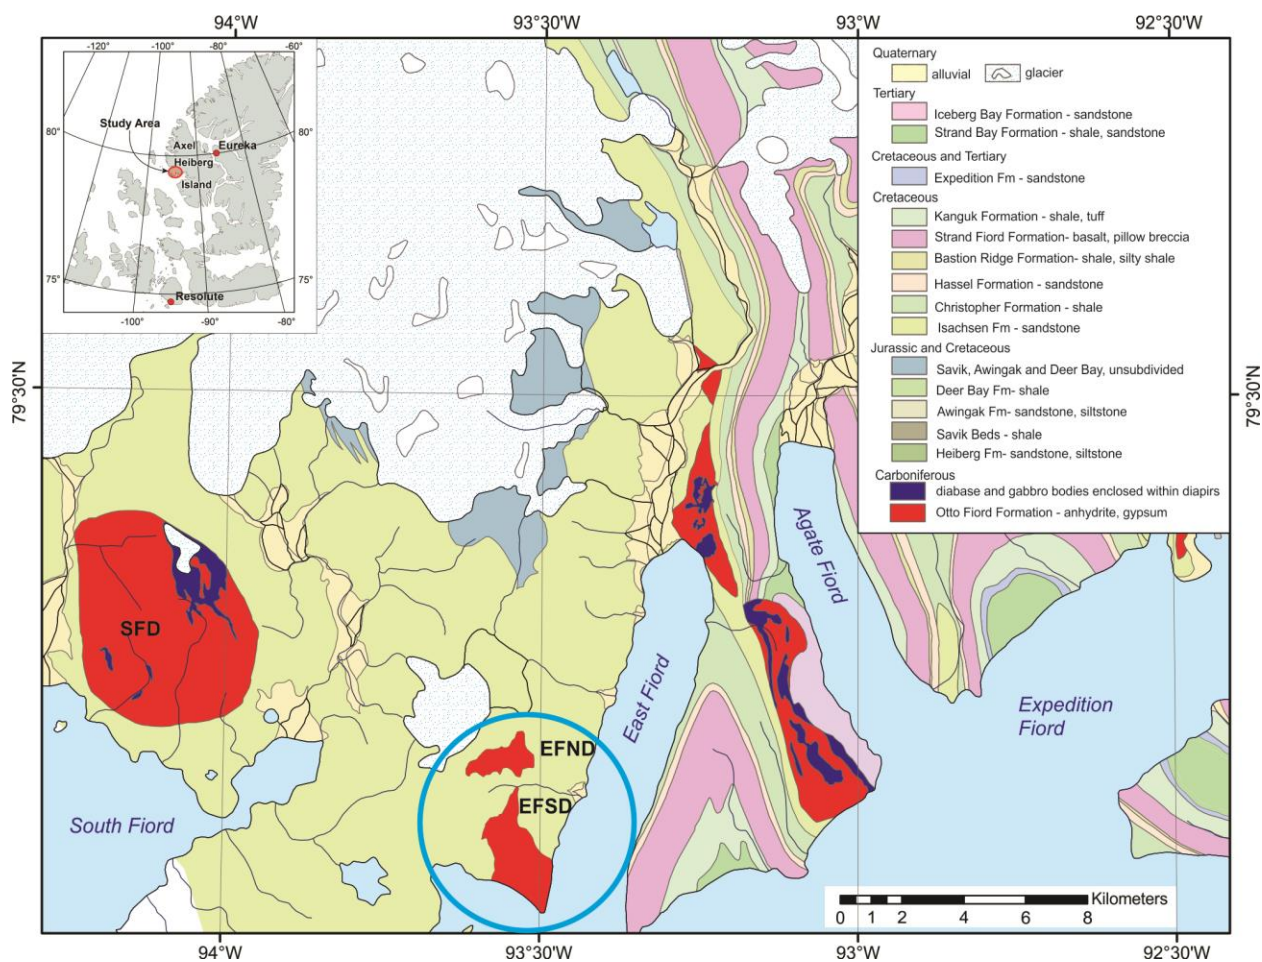 94°W 93°30'W 93°W 92°30'W
-120° -100° -80° -60°
Study Area
80° 80°
Axel
Eureka
Heiberg
Island
75° 75°
Resolute
-100° -90° -80°
Quaternary
alluvial glacier
Tertiary
Iceberg Bay Formation - sandstone
Strand Bay Formation - shale, sandstone
Cretaceous and Tertiary
Expedition Fm - sandstone
Cretaceous
Kanguk Formation - shale, tuff
Strand Fiord Formation- basalt, pillow breccia
Bastion Ridge Formation- shale, silty shale
Hassel Formation - sandstone
Christopher Formation - shale
Isachsen Fm - sandstone
Jurassic and Cretaceous
Savik, Awingak and Deer Bay, unsubdivided
Deer Bay Fm- shale
Awingak Fm- sandstone, siltstone
Savik Beds - shale
Heiberg Fm- sandstone, siltstone
Carboniferous
diabase and gabbro bodies enclosed within diapirs
Otto Fiord Formation - anhydrite, gypsum
79°30'N
79°30'N
Agate Fiord
SFD
East Fiord
Expedition
Fiord
EFND
EFSD
South Fiord
Kilometers
0 1 2 4 6 8
94°W 93°30'W 93°W 92°30'W